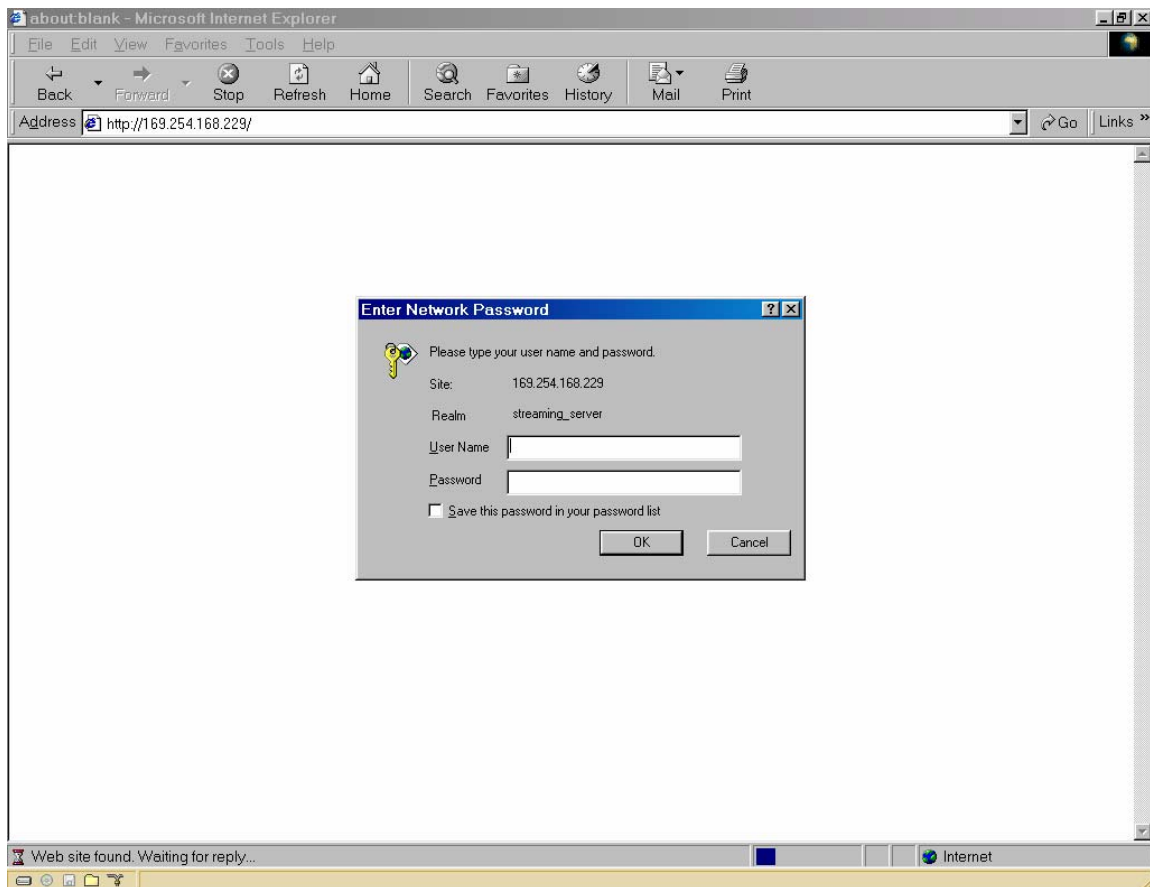 about:blank - Microsoft Internet Explorer
File Edit View Favorites Tools Help
Back Forward Stop Refresh Home Search Favorites History Mail Print
Address http://169.254.168.229/ Go Links »
Enter Network Password
Please type your user name and password.
Site: 169.254.168.229
Realm streaming_server
User Name
Password
Save this password in your password list
OK Cancel
Web site found. Waiting for reply... Internet